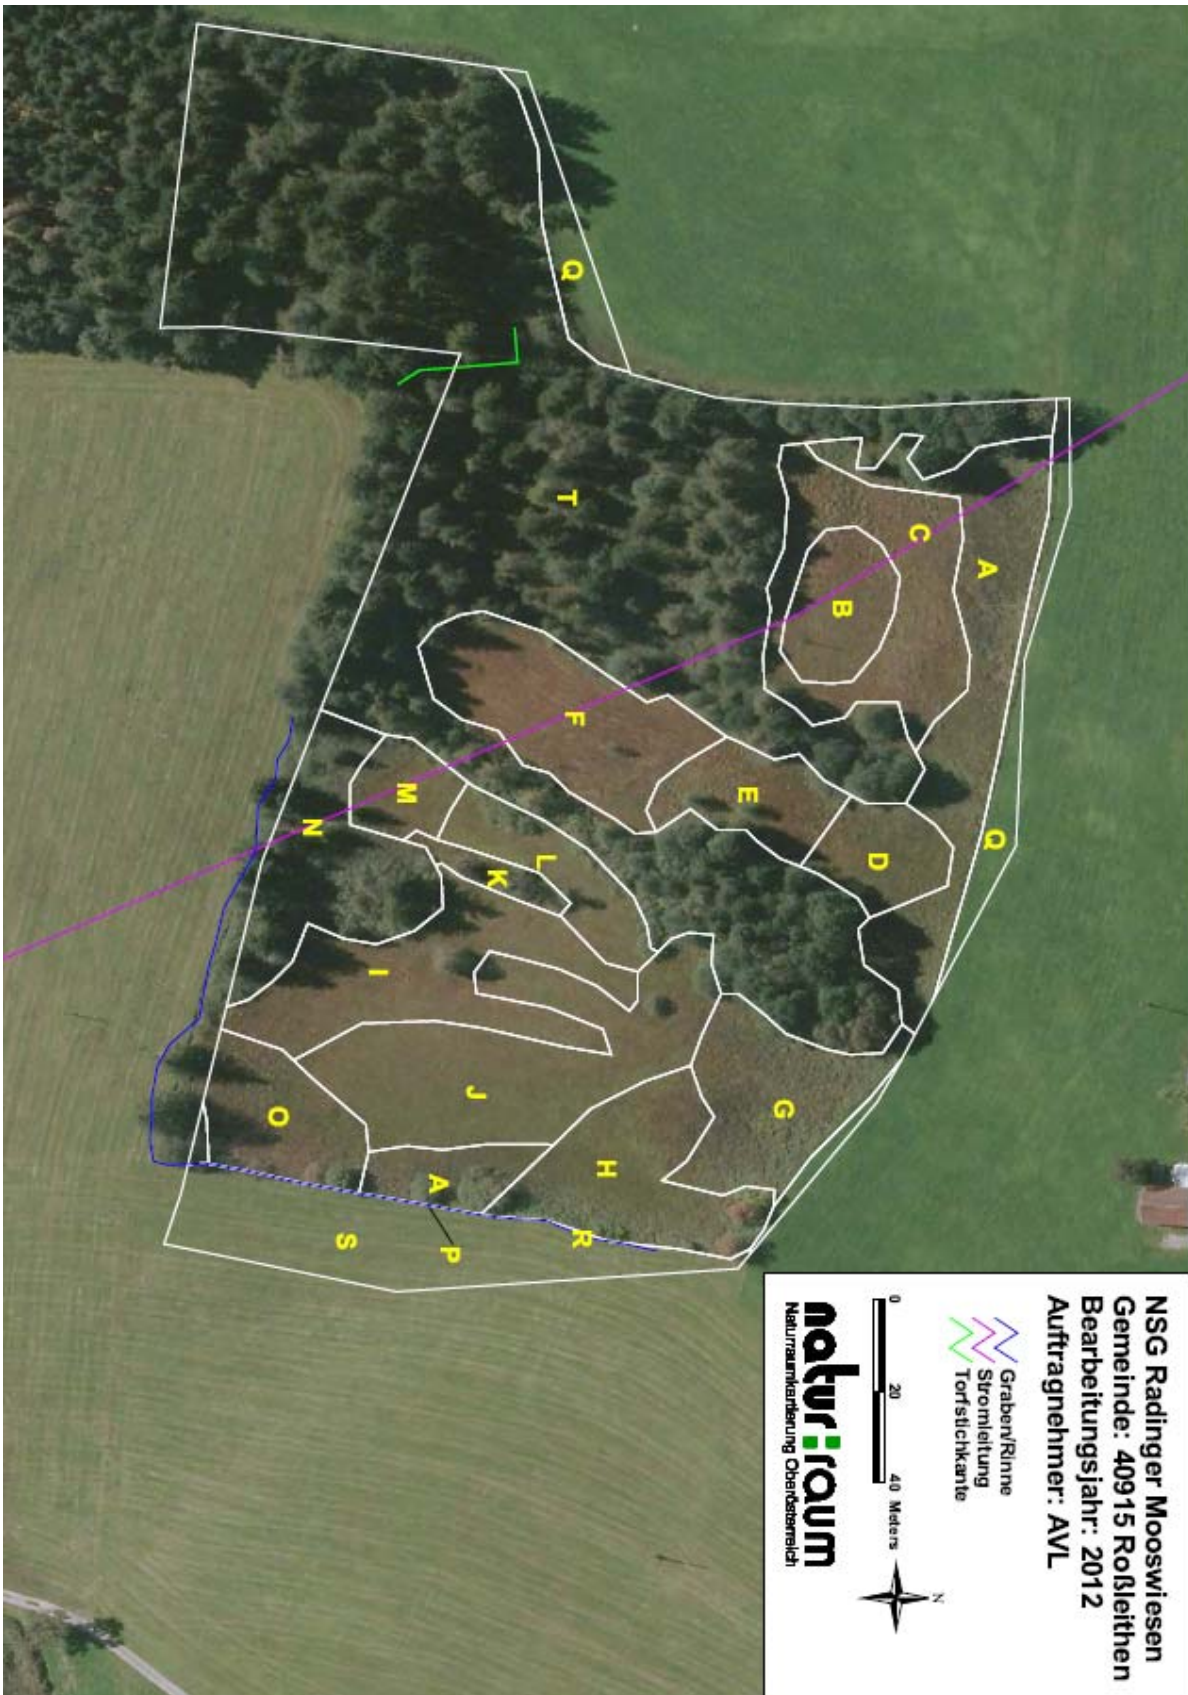 NSG Radinger Mooswiesen
Gemeinde: 40915 Roßleithen
Bearbeitungsjahr: 2012
Auftragnehmer: AVL
Graben/Rinne
Stromleitung
Torfstichkante
0 20 40 Meters
N
natur:raum
Naturraumkartierung Oberösterreich
Q
A
C
B
T
Q
D
E
F
G
L
K
M
N
H
J
I
R
A
P
O
S